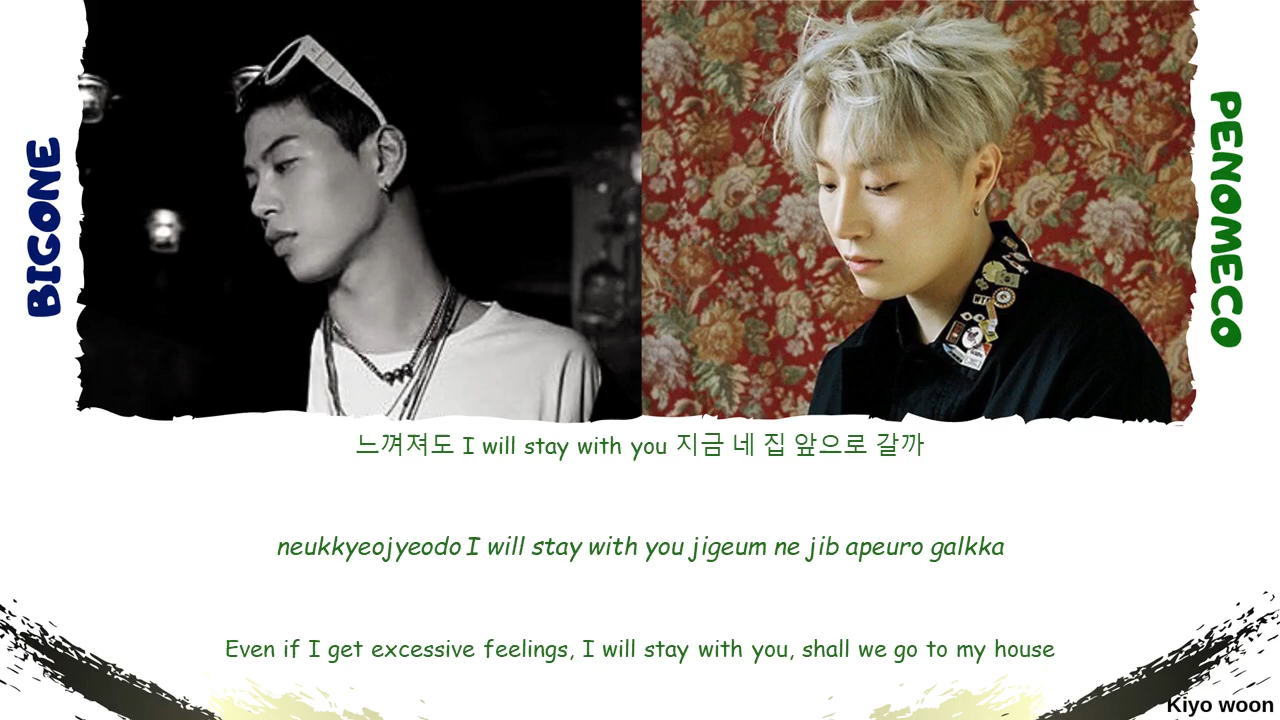 BIGONE
PENOMECO
느껴져도 I will stay with you 지금 네 집 앞으로 갈까
neukkyeojyeodo I will stay with you jigeum ne jib apeuro galkka
Even if I get excessive feelings, I will stay with you, shall we go to my house
Kiyo woon